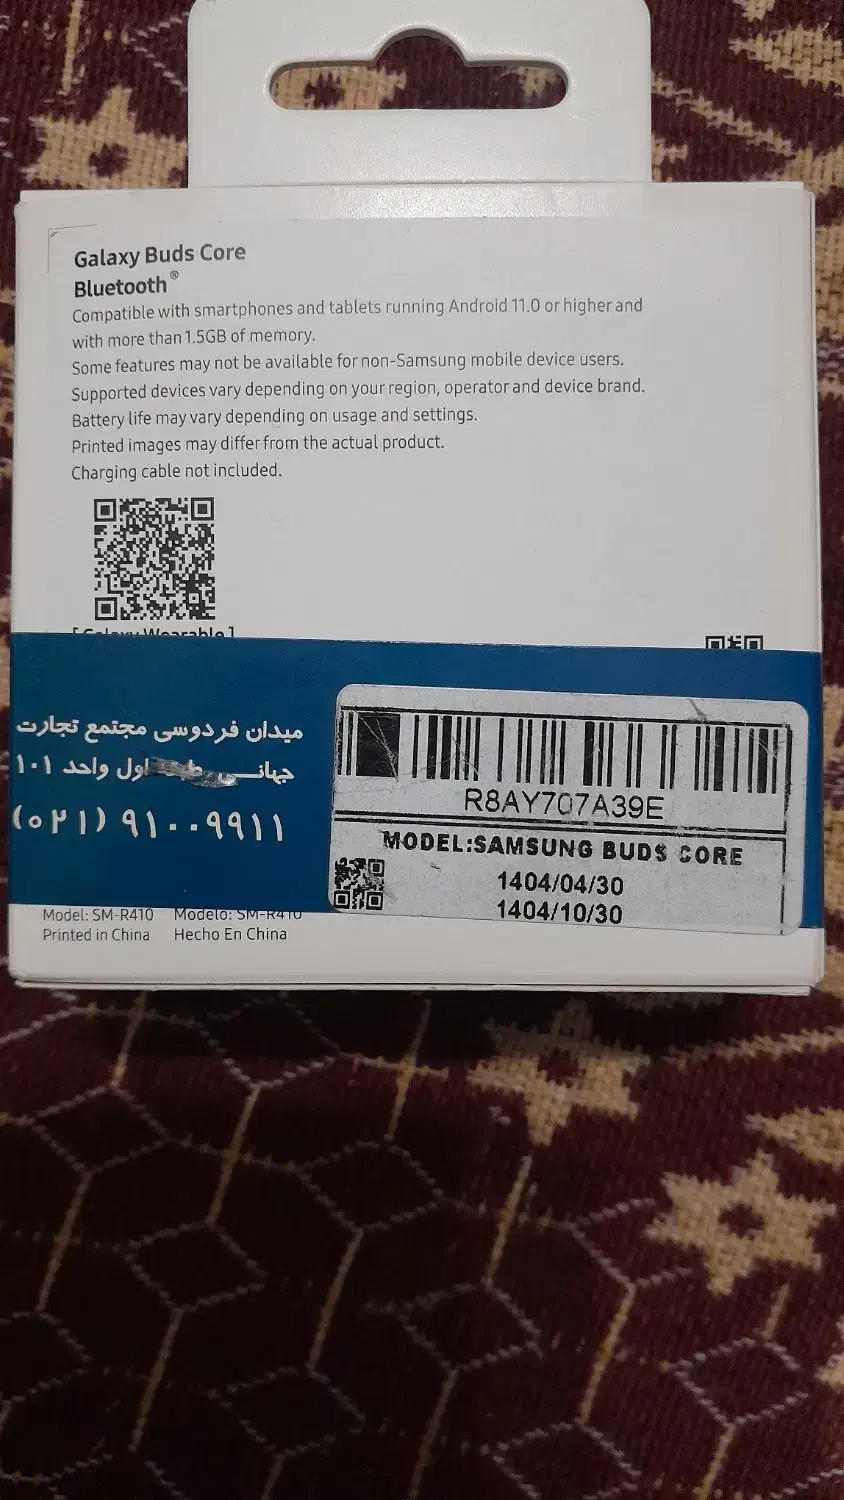 Galaxy Buds Core
Bluetooth®
Compatible with smartphones and tablets running Android 11.0 or higher and
with more than 1.5GB of memory.
Some features may not be available for non-Samsung mobile device users.
Supported devices vary depending on your region, operator and device brand.
Battery life may vary depending on usage and settings.
Printed images may differ from the actual product.
Charging cable not included.
[ Galaxy Wearable ]
میدان فردوسی مجتمع تجارت
جهانی طبقه اول واحد ۱۰۱
(۰۲۱) ۹۱۰۰۹۹۱۱
R8AY707A39E
MODEL:SAMSUNG BUDS CORE
1404/04/30
1404/10/30
Model: SM-R410 Modelo: SM-R410
Printed in China Hecho En China